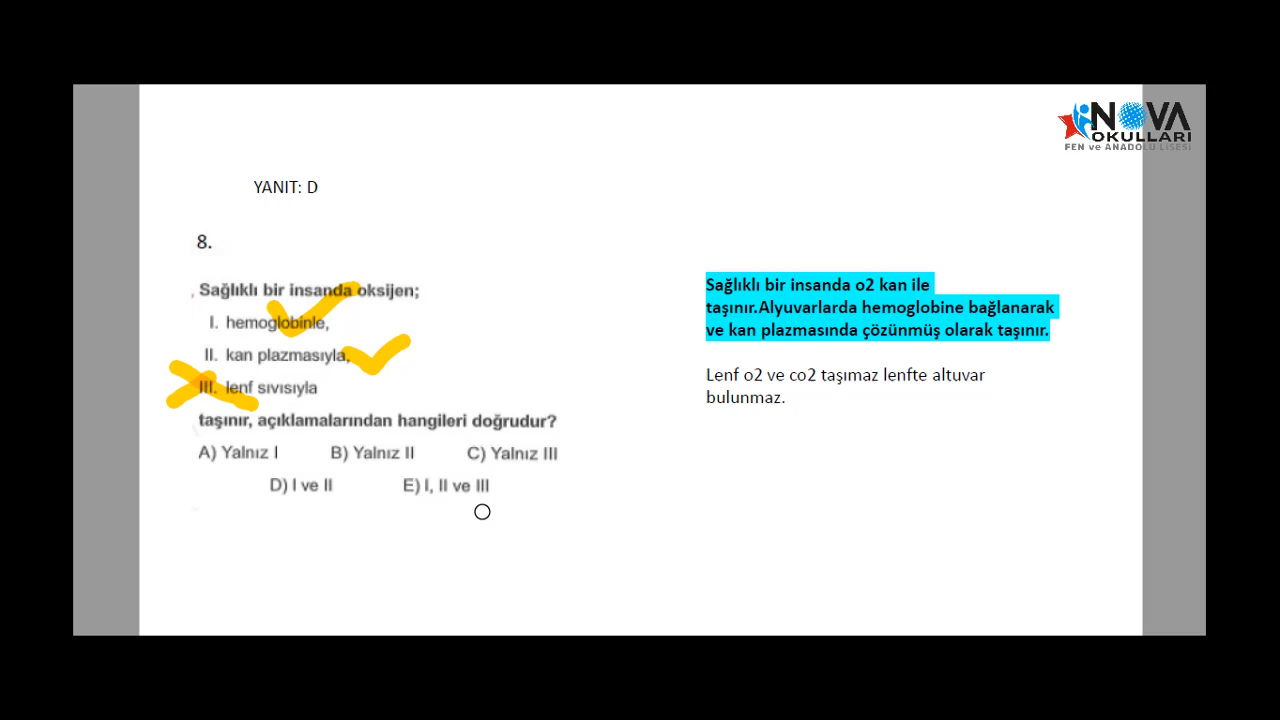 NOVA
OKULLARI
FEN ve ANADOLU LİSESİ
YANIT: D
8.
Sağlıklı bir insanda oksijen;
I. hemoglobinle,
II. kan plazmasıyla,
III. lenf sıvısıyla
taşınır, açıklamalarından hangileri doğrudur?
A) Yalnız I B) Yalnız II C) Yalnız III
D) I ve II E) I, II ve III
Sağlıklı bir insanda o2 kan ile
taşınır.Alyuvarlarda hemoglobine bağlanarak
ve kan plazmasında çözünmüş olarak taşınır.
Lenf o2 ve co2 taşımaz lenfte altuvar
bulunmaz.